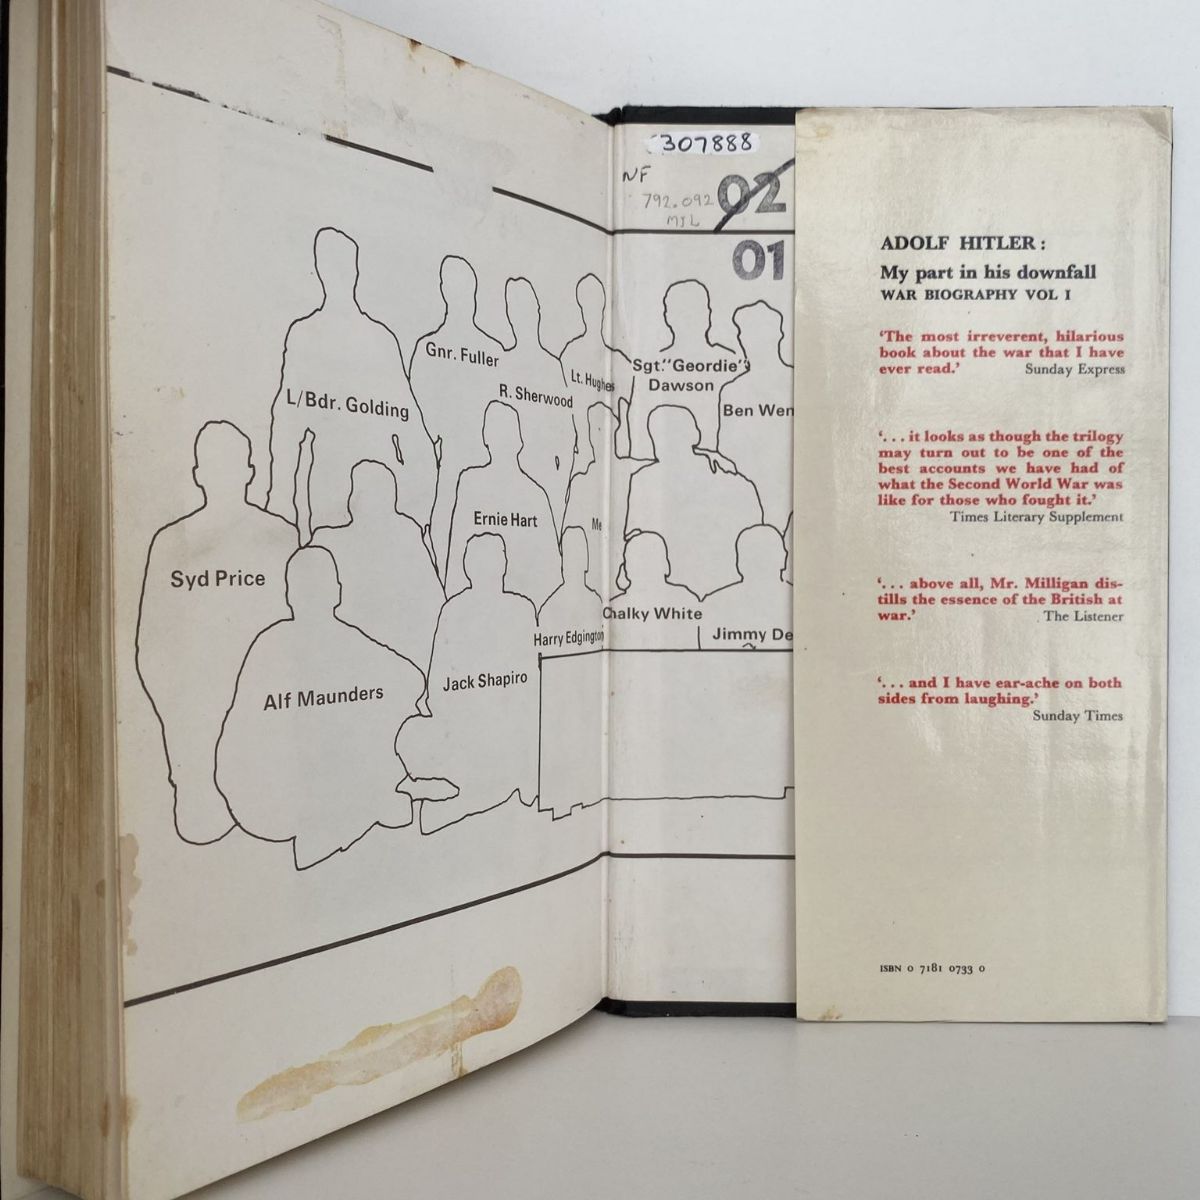 307888
NF
792.092
MIL
02
01
Gnr. Fuller
R. Sherwood
Lt. Hughes
Sgt."Geordie"
Dawson
L/Bdr. Golding
Ben Wen
Ernie Hart
Me
Syd Price
Chalky White
Harry Edgington
Jimmy De
Jack Shapiro
Alf Maunders
ADOLF HITLER:
My part in his downfall
WAR BIOGRAPHY VOL I
‘The most irreverent, hilarious
book about the war that I have
ever read.’ Sunday Express
‘. . . it looks as though the trilogy
may turn out to be one of the
best accounts we have had of
what the Second World War was
like for those who fought it.’
Times Literary Supplement
‘. . . above all, Mr. Milligan dis-
tills the essence of the British at
war.’ The Listener
‘. . . and I have ear-ache on both
sides from laughing.’
Sunday Times
ISBN 0 7181 0733 0